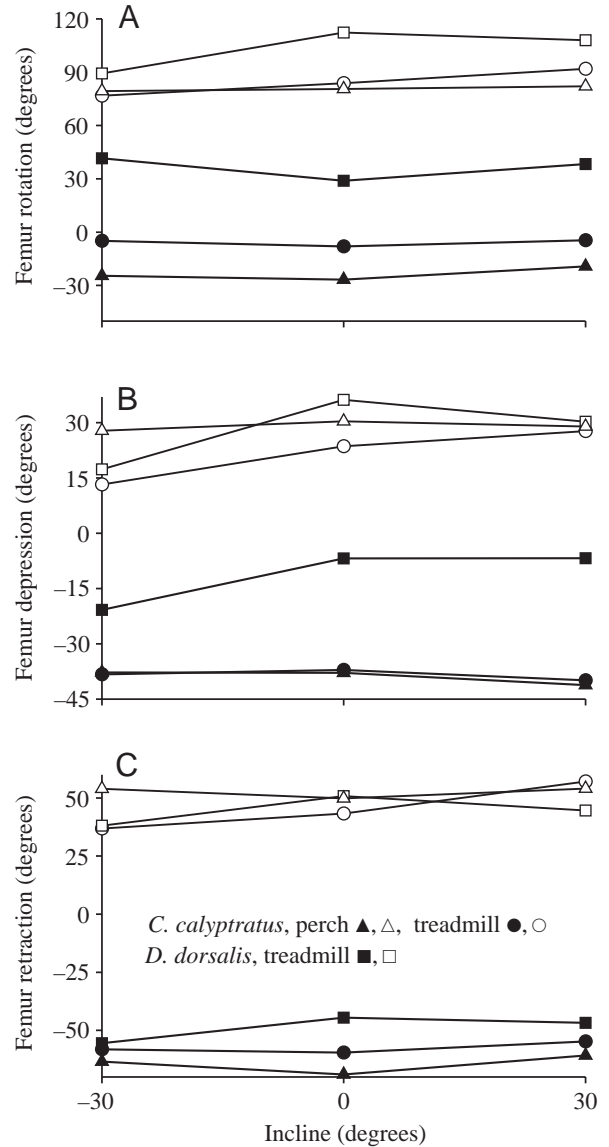 A
120
90
60
30
0
–30
Femur rotation (degrees)
B
30
15
0
–15
–30
–45
Femur depression (degrees)
C
50
25
0
–25
–50
Femur retraction (degrees)
C. calyptratus, perch ▲, △, treadmill ●, ○
D. dorsalis, treadmill ■, □
–30 0 30
Incline (degrees)